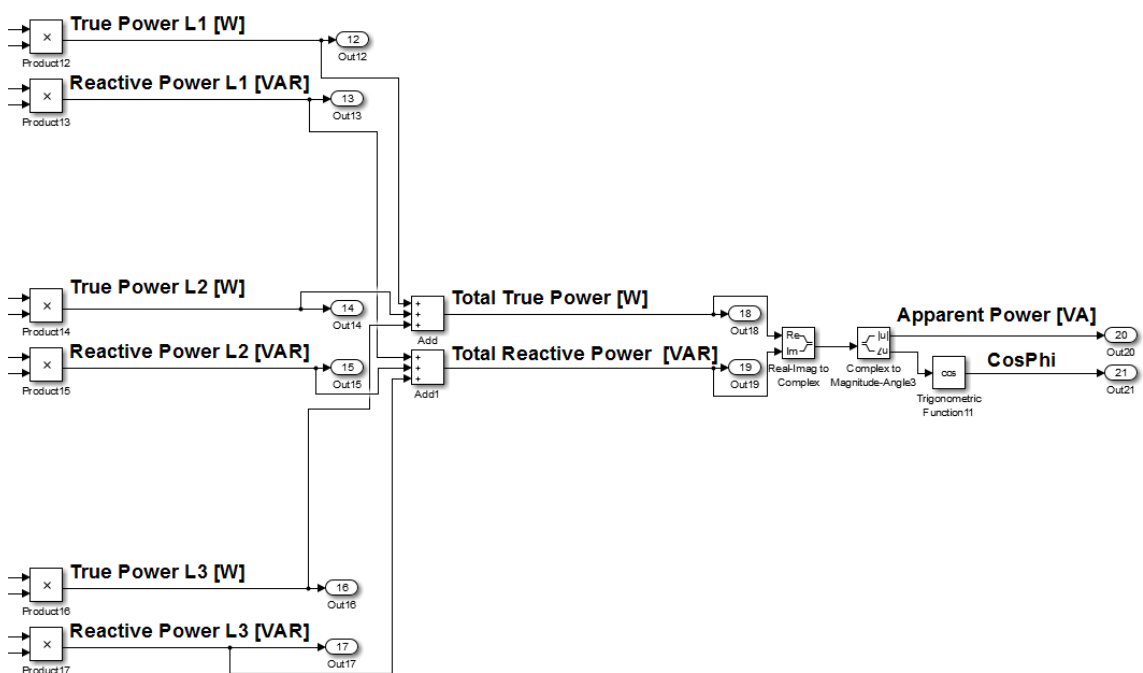 True Power L1 [W]
×
Product12
12
Out12
Reactive Power L1 [VAR]
×
Product13
13
Out13
True Power L2 [W]
×
Product14
14
Out14
Reactive Power L2 [VAR]
×
Product15
15
Out15
+
+
+
Add
Total True Power [W]
18
Out18
+
+
+
Add1
Total Reactive Power [VAR]
19
Out19
Re
Im
Real-Imag to
Complex
|u|
∠u
Complex to
Magnitude-Angle3
Apparent Power [VA]
20
Out20
cos
Trigonometric
Function11
CosPhi
21
Out21
True Power L3 [W]
×
Product16
16
Out16
Reactive Power L3 [VAR]
×
Product17
17
Out17